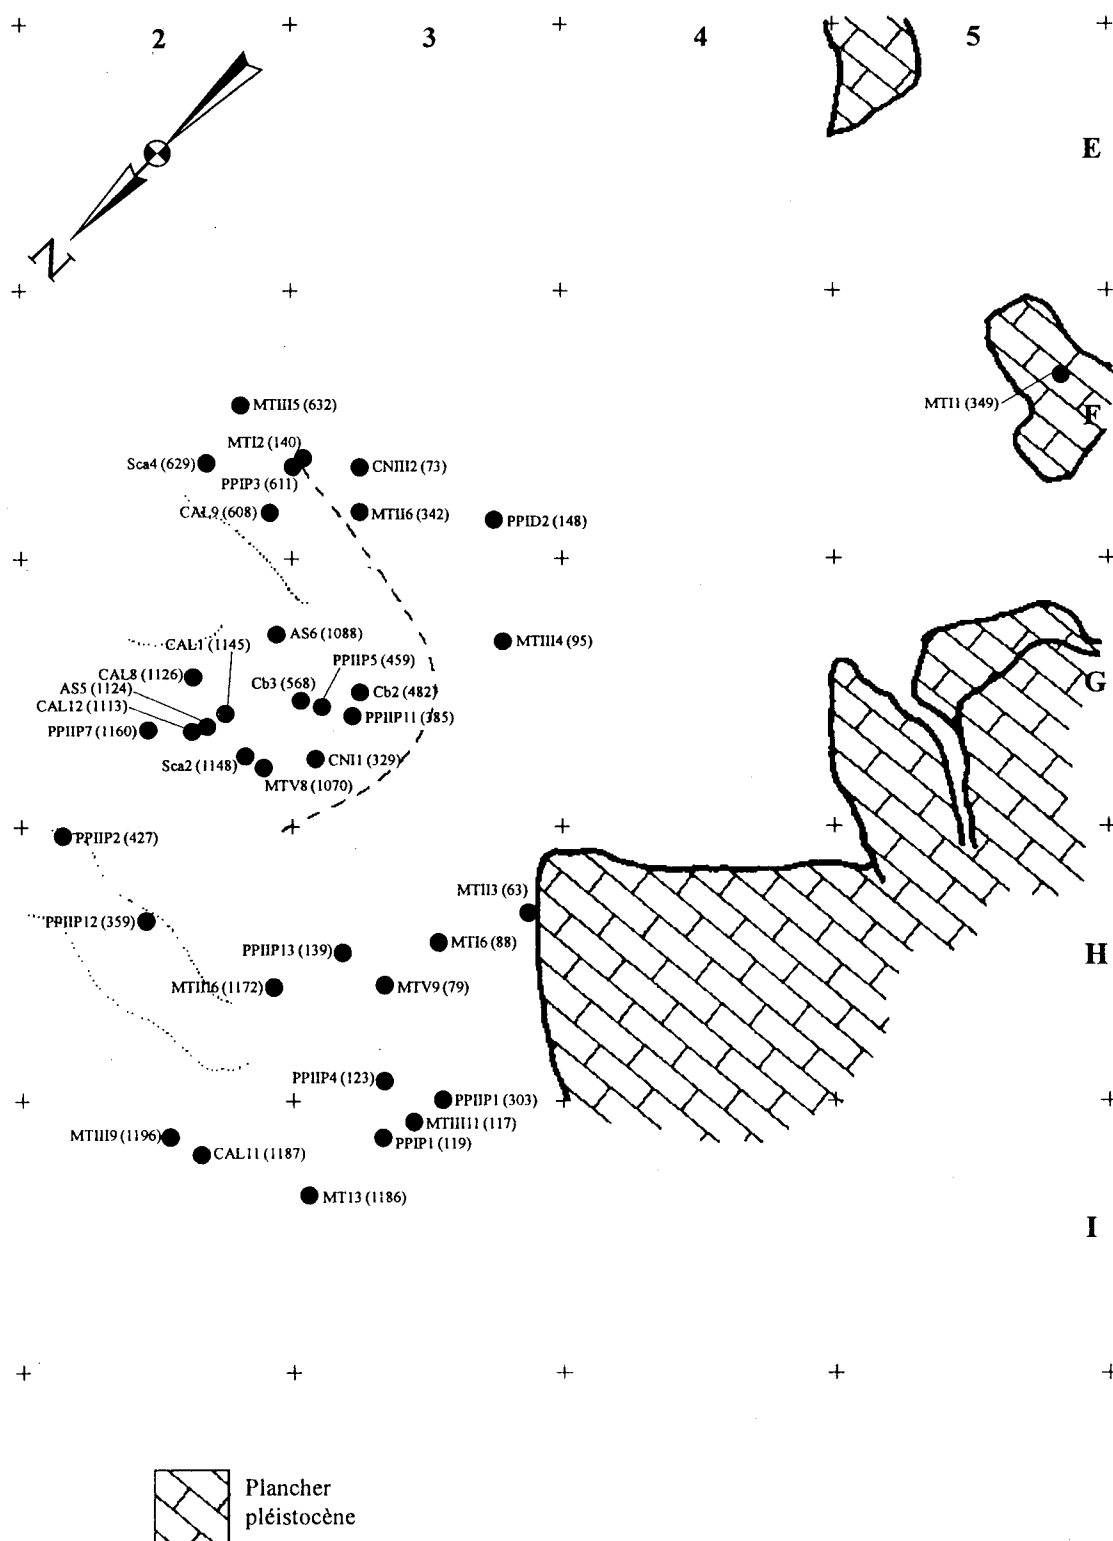 2 3 4 5
E
N
MTIII5 (632)
MTI2 (140)
Sca4 (629)
CNIII2 (73)
PPIP3 (611)
MTI1 (349)
F
CAL9 (608)
MTII6 (342)
PPID2 (148)
AS6 (1088)
MTIII4 (95)
CAL1 (1145)
PPIIP5 (459)
CAL8 (1126)
G
AS5 (1124)
Cb3 (568)
Cb2 (482)
CAL12 (1113)
PPIIP11 (385)
PPIIP7 (1160)
Sca2 (1148)
CNI1 (329)
MTV8 (1070)
PPIIP2 (427)
MTII3 (63)
PPIIP12 (359)
MTI6 (88)
PPIIP13 (139)
H
MTIII6 (1172)
MTV9 (79)
PPIIP4 (123)
PPIIP1 (303)
MTIII11 (117)
MTIII9 (1196)
PPIP1 (119)
CAL11 (1187)
MT13 (1186)
I
Plancher
pléistocène